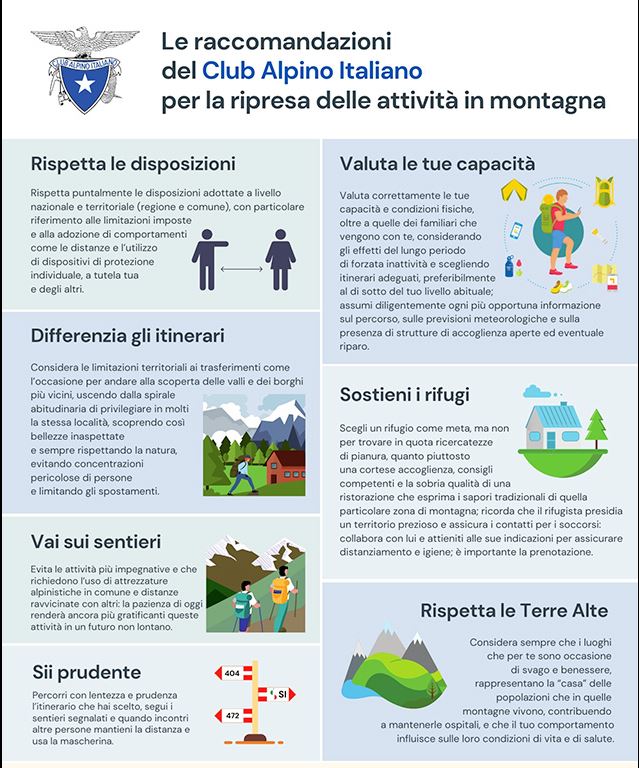 CLUB ALPINO ITALIANO
Le raccomandazioni
del Club Alpino Italiano
per la ripresa delle attività in montagna
Rispetta le disposizioni
Rispetta puntualmente le disposizioni adottate a livello
nazionale e territoriale (regione e comune), con particolare
riferimento alle limitazioni imposte
e alla adozione di comportamenti
come le distanze e l'utilizzo
di dispositivi di protezione
individuale, a tutela tua
e degli altri.
Differenzia gli itinerari
Considera le limitazioni territoriali ai trasferimenti come
l'occasione per andare alla scoperta delle valli e dei borghi
più vicini, uscendo dalla spirale
abitudinaria di privilegiare in molti
la stessa località, scoprendo così
bellezze inaspettate
e sempre rispettando la natura,
evitando concentrazioni
pericolose di persone
e limitando gli spostamenti.
Vai sui sentieri
Evita le attività più impegnative e che
richiedono l'uso di attrezzature
alpinistiche in comune e distanze
ravvicinate con altri: la pazienza di oggi
renderà ancora più gratificanti queste
attività in un futuro non lontano.
Sii prudente
Percorri con lentezza e prudenza
l'itinerario che hai scelto, segui i
sentieri segnalati e quando incontri
altre persone mantieni la distanza e
usa la mascherina.
404
SI
472
Valuta le tue capacità
Valuta correttamente le tue
capacità e condizioni fisiche,
oltre a quelle dei familiari che
vengono con te, considerando
gli effetti del lungo periodo
di forzata inattività e scegliendo
itinerari adeguati, preferibilmente
al di sotto del tuo livello abituale;
assumi diligentemente ogni più opportuna informazione
sul percorso, sulle previsioni meteorologiche e sulla
presenza di strutture di accoglienza aperte ed eventuale
riparo.
Sostieni i rifugi
Scegli un rifugio come meta, ma non
per trovare in quota ricercatezze
di pianura, quanto piuttosto
una cortese accoglienza, consigli
competenti e la sobria qualità di una
ristorazione che esprima i sapori tradizionali di quella
particolare zona di montagna; ricorda che il rifugista presidia
un territorio prezioso e assicura i contatti per i soccorsi:
collabora con lui e attieniti alle sue indicazioni per assicurare
distanziamento e igiene; è importante la prenotazione.
Rispetta le Terre Alte
Considera sempre che i luoghi
che per te sono occasione
di svago e benessere,
rappresentano la "casa" delle
popolazioni che in quelle
montagne vivono, contribuendo
a mantenerle ospitali, e che il tuo comportamento
influisce sulle loro condizioni di vita e di salute.